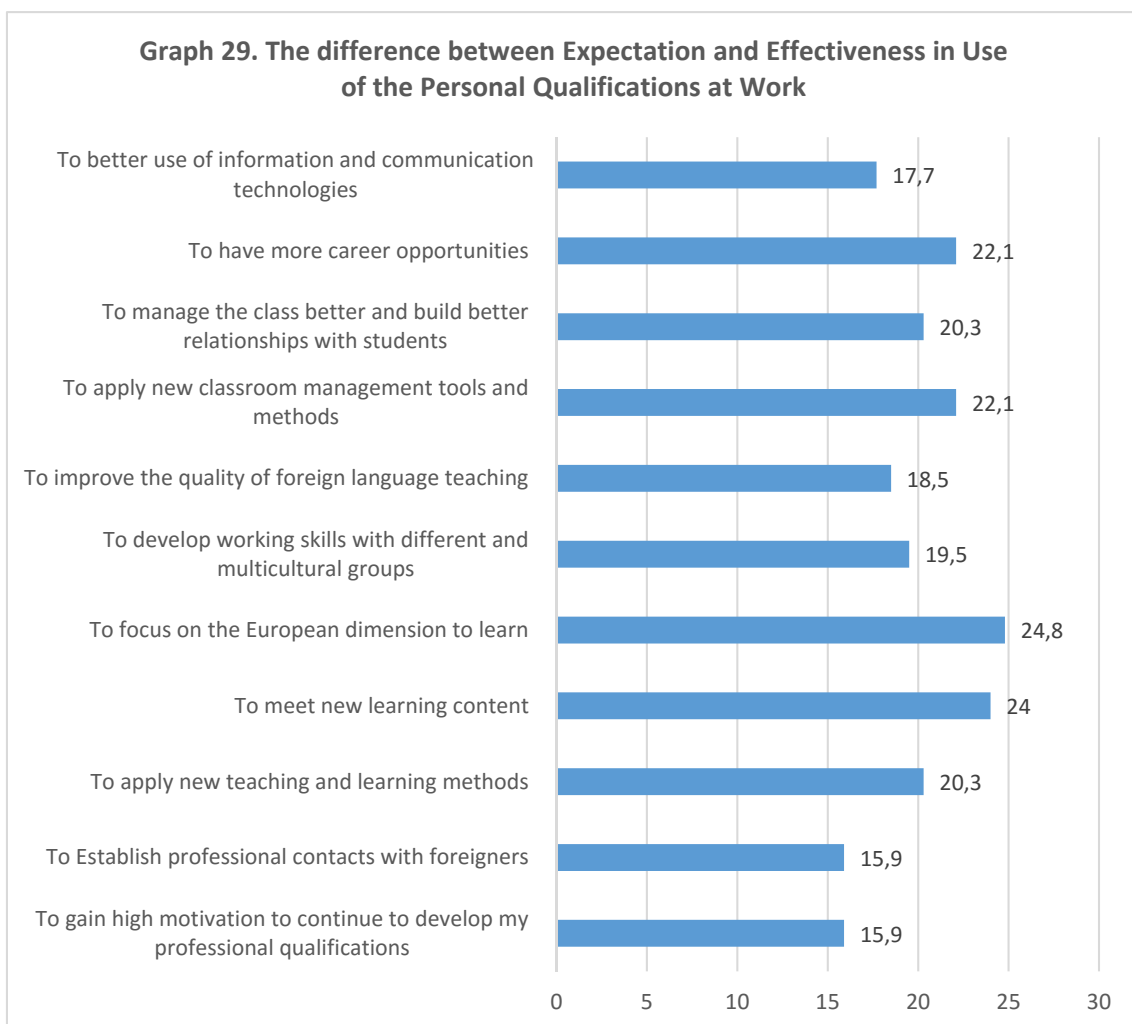 Graph 29. The difference between Expectation and Effectiveness in Use
of the Personal Qualifications at Work
To better use of information and communication
technologies
17,7
To have more career opportunities
22,1
To manage the class better and build better
relationships with students
20,3
To apply new classroom management tools and
methods
22,1
To improve the quality of foreign language teaching
18,5
To develop working skills with different and
multicultural groups
19,5
To focus on the European dimension to learn
24,8
To meet new learning content
24
To apply new teaching and learning methods
20,3
To Establish professional contacts with foreigners
15,9
To gain high motivation to continue to develop my
professional qualifications
15,9
0 5 10 15 20 25 30